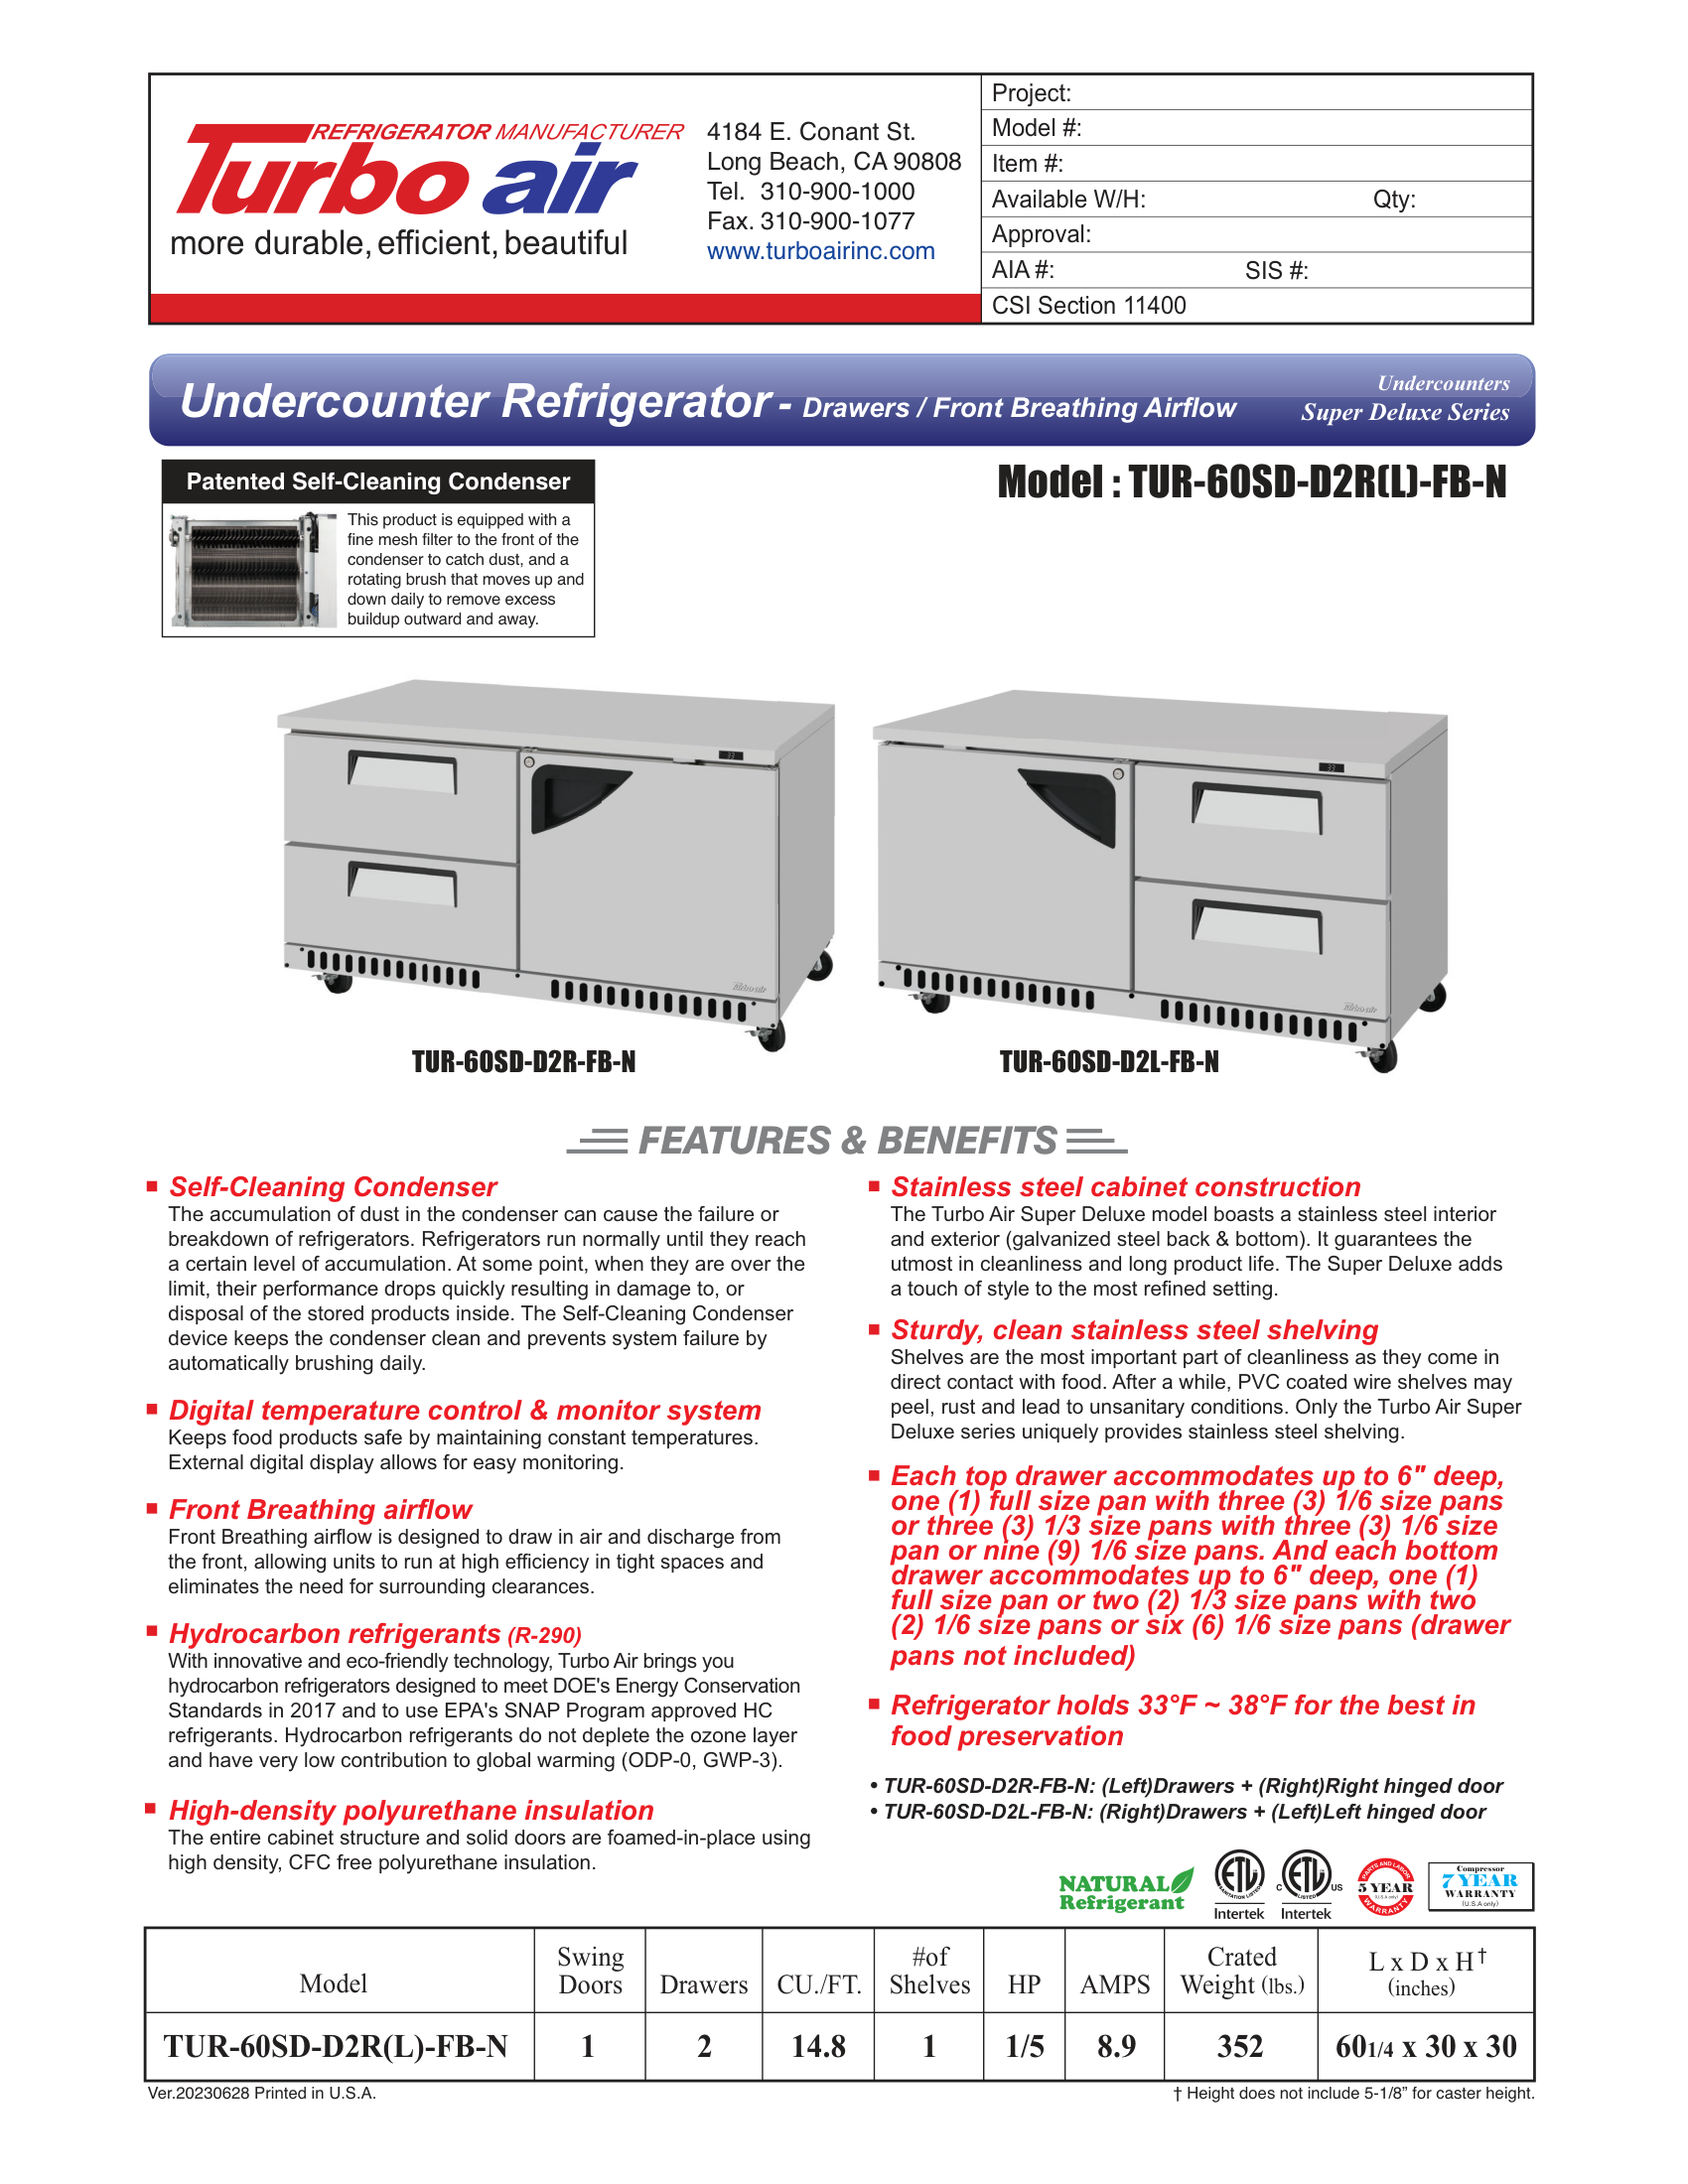 REFRIGERATOR MANUFACTURER
Turbo air
more durable, efficient, beautiful
4184 E. Conant St.
Long Beach, CA 90808
Tel. 310-900-1000
Fax. 310-900-1077
www.turboairinc.com
Project:
Model #:
Item #:
Available W/H: Qty:
Approval:
AIA #: SIS #:
CSI Section 11400
Undercounter Refrigerator - Drawers / Front Breathing Airflow
Undercounters
Super Deluxe Series
Patented Self-Cleaning Condenser
This product is equipped with a
fine mesh filter to the front of the
condenser to catch dust, and a
rotating brush that moves up and
down daily to remove excess
buildup outward and away.
Model : TUR-60SD-D2R(L)-FB-N
33
Turbo air
33
Turbo air
TUR-60SD-D2R-FB-N
TUR-60SD-D2L-FB-N
FEATURES & BENEFITS
Self-Cleaning Condenser
The accumulation of dust in the condenser can cause the failure or
breakdown of refrigerators. Refrigerators run normally until they reach
a certain level of accumulation. At some point, when they are over the
limit, their performance drops quickly resulting in damage to, or
disposal of the stored products inside. The Self-Cleaning Condenser
device keeps the condenser clean and prevents system failure by
automatically brushing daily.
Digital temperature control & monitor system
Keeps food products safe by maintaining constant temperatures.
External digital display allows for easy monitoring.
Front Breathing airflow
Front Breathing airflow is designed to draw in air and discharge from
the front, allowing units to run at high efficiency in tight spaces and
eliminates the need for surrounding clearances.
Hydrocarbon refrigerants (R-290)
With innovative and eco-friendly technology, Turbo Air brings you
hydrocarbon refrigerators designed to meet DOE's Energy Conservation
Standards in 2017 and to use EPA's SNAP Program approved HC
refrigerants. Hydrocarbon refrigerants do not deplete the ozone layer
and have very low contribution to global warming (ODP-0, GWP-3).
High-density polyurethane insulation
The entire cabinet structure and solid doors are foamed-in-place using
high density, CFC free polyurethane insulation.
Stainless steel cabinet construction
The Turbo Air Super Deluxe model boasts a stainless steel interior
and exterior (galvanized steel back & bottom). It guarantees the
utmost in cleanliness and long product life. The Super Deluxe adds
a touch of style to the most refined setting.
Sturdy, clean stainless steel shelving
Shelves are the most important part of cleanliness as they come in
direct contact with food. After a while, PVC coated wire shelves may
peel, rust and lead to unsanitary conditions. Only the Turbo Air Super
Deluxe series uniquely provides stainless steel shelving.
Each top drawer accommodates up to 6" deep,
one (1) full size pan with three (3) 1/6 size pans
or three (3) 1/3 size pans with three (3) 1/6 size
pan or nine (9) 1/6 size pans. And each bottom
drawer accommodates up to 6" deep, one (1)
full size pan or two (2) 1/3 size pans with two
(2) 1/6 size pans or six (6) 1/6 size pans (drawer
pans not included)
Refrigerator holds 33°F ~ 38°F for the best in
food preservation
• TUR-60SD-D2R-FB-N: (Left)Drawers + (Right)Right hinged door
• TUR-60SD-D2L-FB-N: (Right)Drawers + (Left)Left hinged door
NATURAL
Refrigerant
ETL
SANITATION LISTED
Intertek
C ETL US
LISTED
Intertek
PARTS AND LABOR
5 YEAR
(U.S.A only)
WARRANTY
Compressor
7 YEAR
WARRANTY
(U.S.A only)
Model Swing Doors Drawers CU./FT. #of Shelves HP AMPS Crated Weight (lbs.) L x D x H† (inches)
TUR-60SD-D2R(L)-FB-N 1 2 14.8 1 1/5 8.9 352 60 1/4 x 30 x 30
Ver.20230628 Printed in U.S.A.
† Height does not include 5-1/8” for caster height.